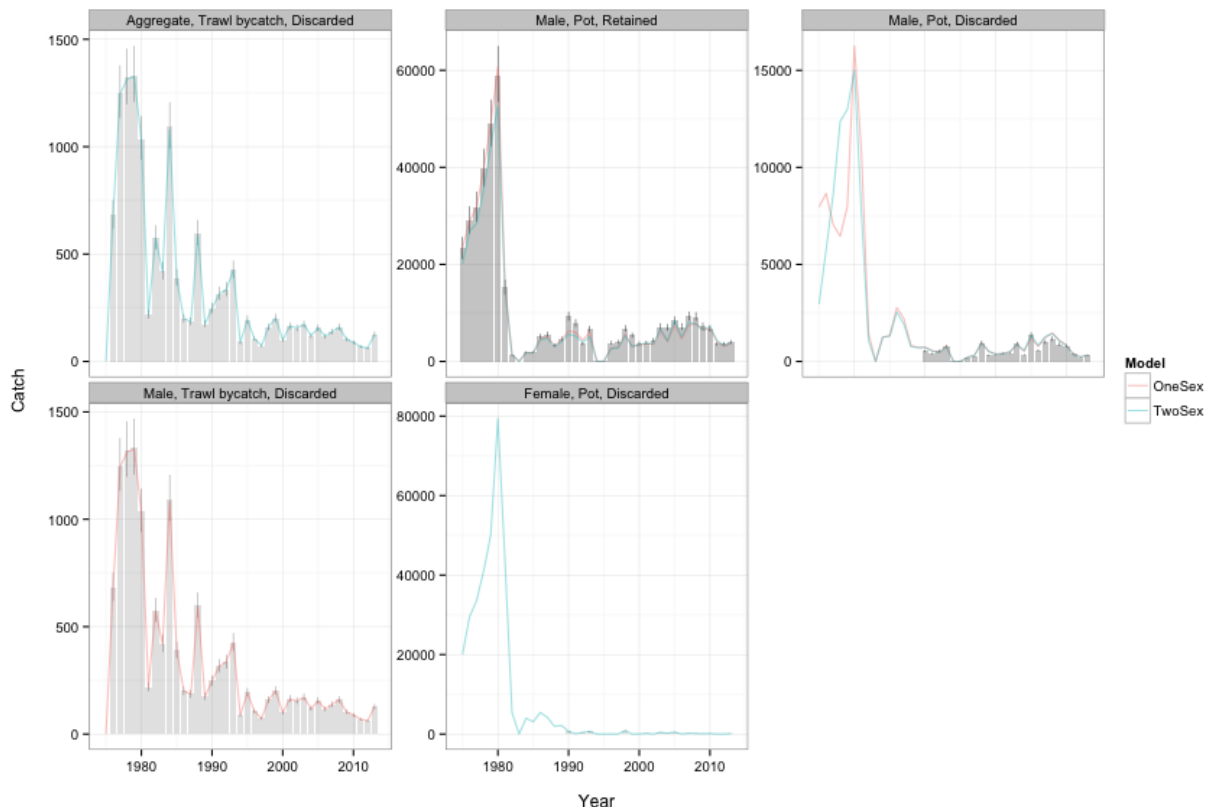 Aggregate, Trawl bycatch, Discarded
Male, Pot, Retained
Male, Pot, Discarded
1500
1000
500
0
60000
40000
20000
0
15000
10000
5000
0
Catch
Model
OneSex
TwoSex
Male, Trawl bycatch, Discarded
Female, Pot, Discarded
1500
1000
500
0
80000
60000
40000
20000
0
1980 1990 2000 2010
1980 1990 2000 2010
Year